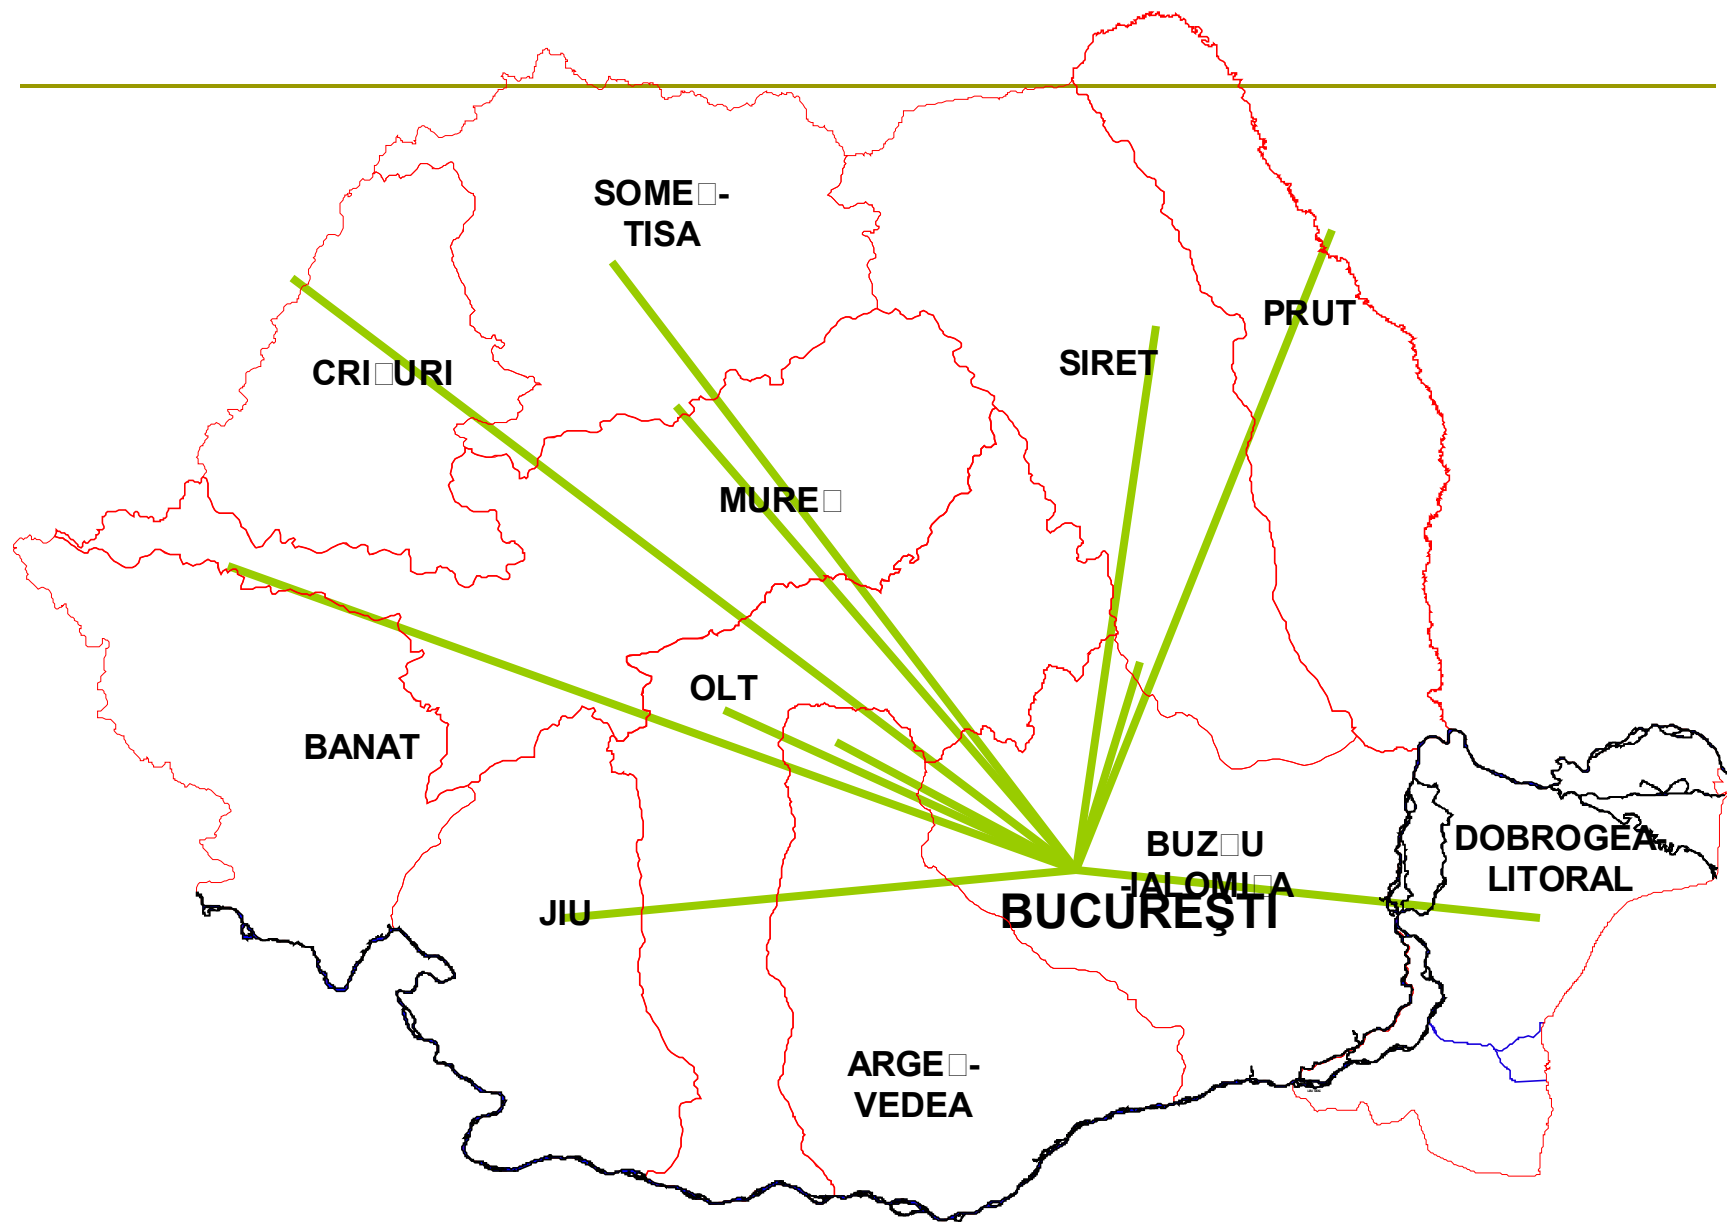 SOME□-
TISA
PRUT
SIRET
CRI□URI
MURE□
OLT
BANAT
BUZ□U
-IALOMI□A
DOBROGEA-
LITORAL
JIU
BUCUREŞTI
ARGE□-
VEDEA